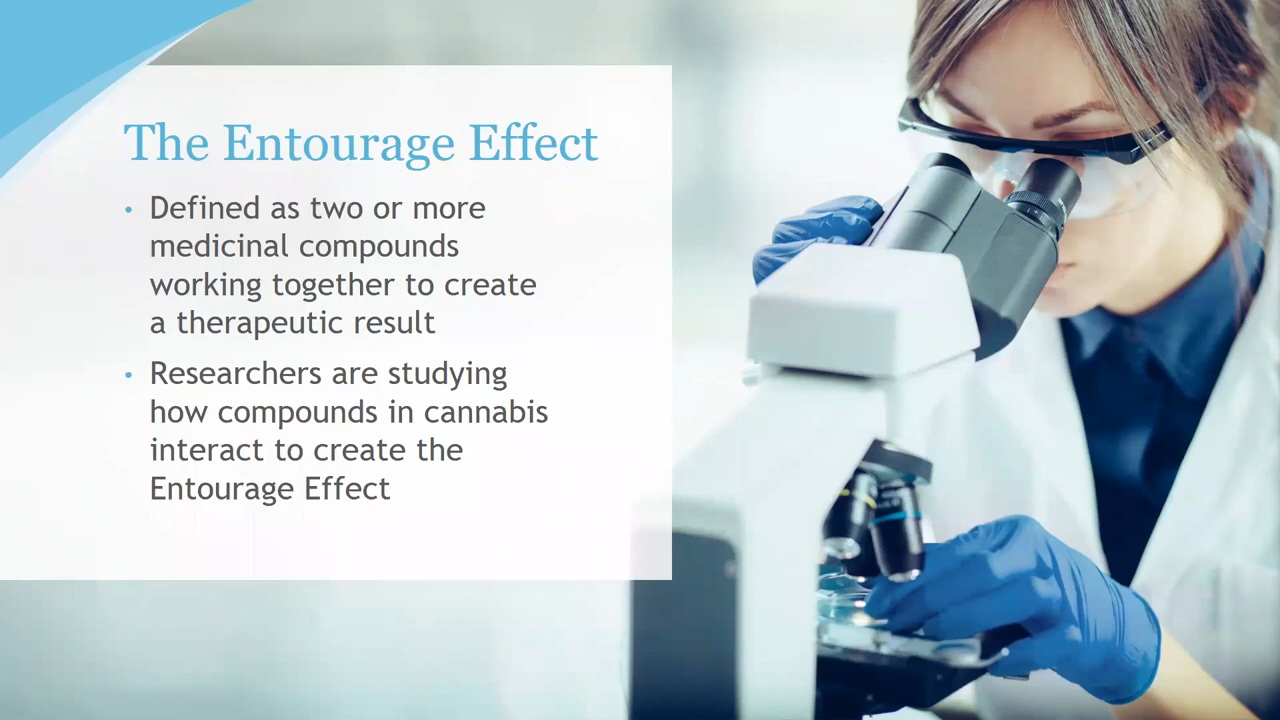 The Entourage Effect
• Defined as two or more
medicinal compounds
working together to create
a therapeutic result
• Researchers are studying
how compounds in cannabis
interact to create the
Entourage Effect